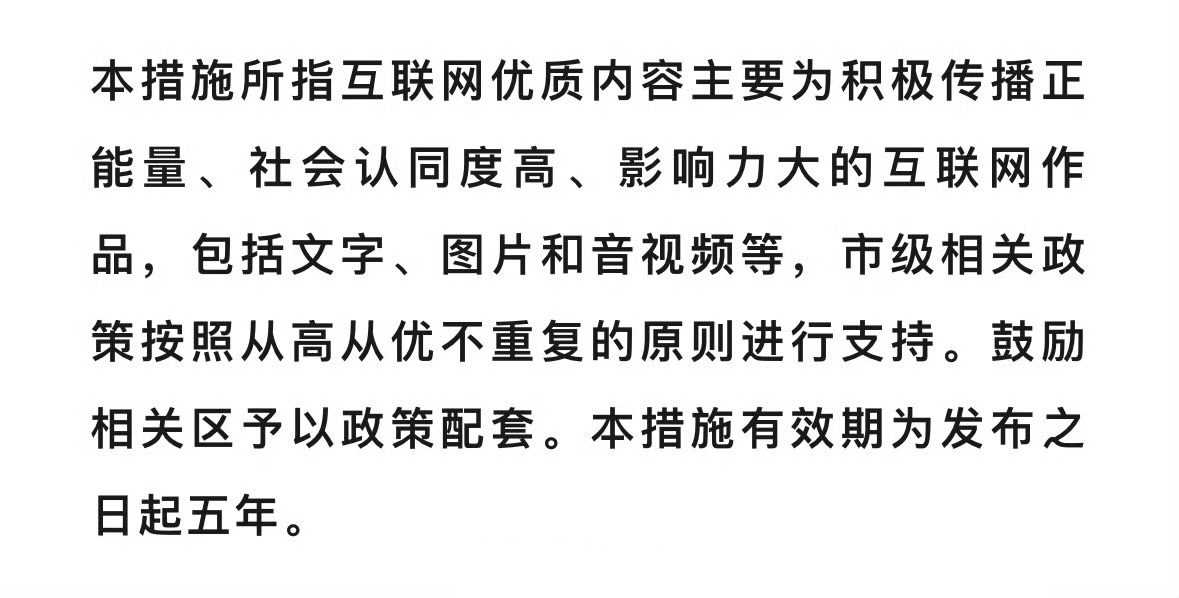 本措施所指互联网优质内容主要为积极传播正
能量、社会认同度高、影响力大的互联网作
品，包括文字、图片和音视频等，市级相关政
策按照从高从优不重复的原则进行支持。鼓励
相关区予以政策配套。本措施有效期为发布之
日起五年。